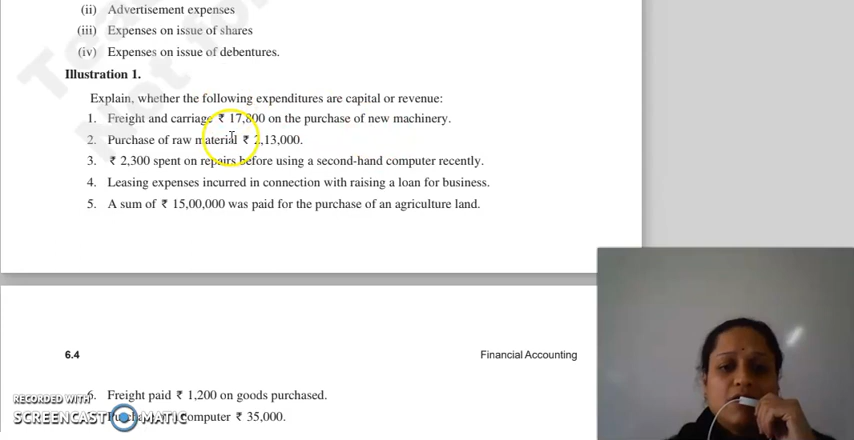 (ii) Advertisement expenses
(iii) Expenses on issue of shares
(iv) Expenses on issue of debentures.
Illustration 1.
Explain, whether the following expenditures are capital or revenue:
1. Freight and carriage ₹ 17,800 on the purchase of new machinery.
2. Purchase of raw material ₹ 2,13,000.
3. ₹ 2,300 spent on repairs before using a second-hand computer recently.
4. Leasing expenses incurred in connection with raising a loan for business.
5. A sum of ₹ 15,00,000 was paid for the purchase of an agriculture land.
6.4 Financial Accounting
6. Freight paid ₹ 1,200 on goods purchased.
computer ₹ 35,000.
RECORDED WITH
SCREENCAST MATIC